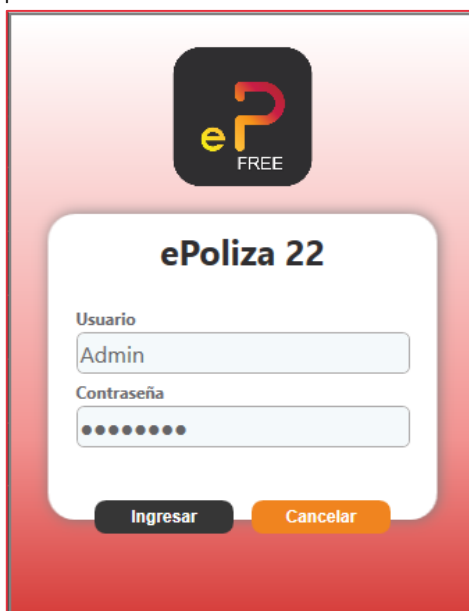 eP
FREE
ePoliza 22
Usuario
Admin
Contraseña
••••••••
Ingresar Cancelar